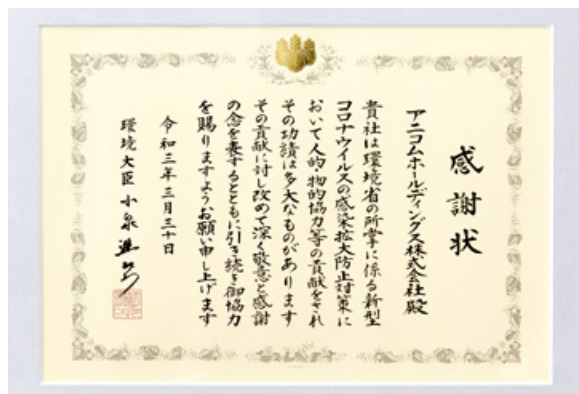 感謝状
アニコムホールディングス株式会社殿
貴社は環境省の所掌に係る新型
コロナウイルスの感染拡大防止対策に
おいて人的・物的協力等の貢献をされ
その功績は多大なものがあります
その貢献に対し改めて深く敬意と感謝
の念を表するとともに引き続き御協力
を賜りますようお願い申し上げます
令和三年三月三十日
環境大臣 小泉進次郎